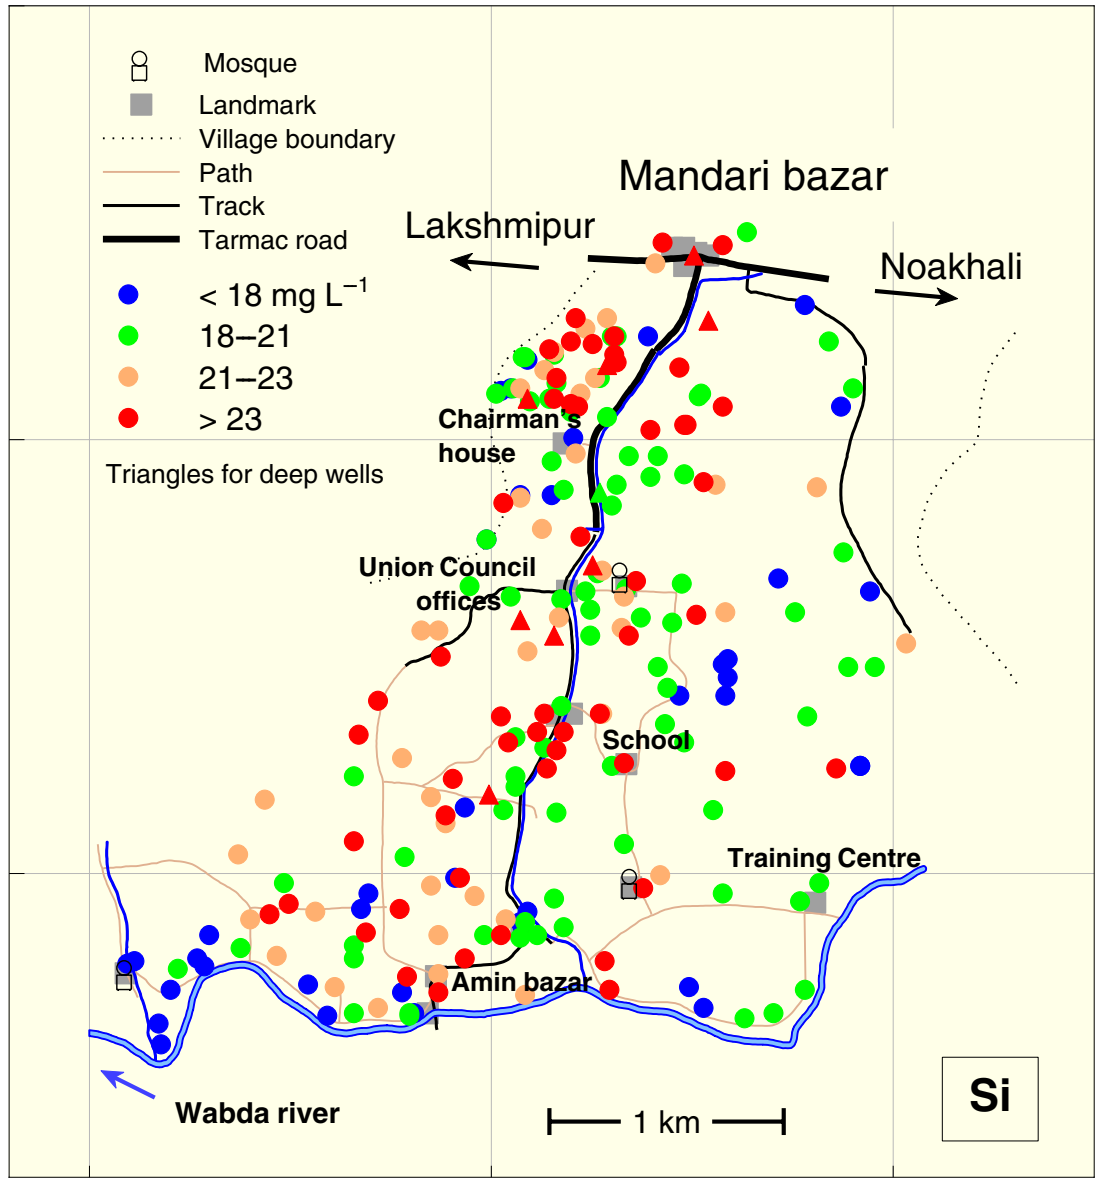 Mosque
Landmark
Village boundary
Path
Track
Tarmac road
< 18 mg L⁻¹
18–21
21–23
> 23
Triangles for deep wells
Mandari bazar
Lakshmipur
Noakhali
Chairman's
house
Union Council
offices
School
Training Centre
Amin bazar
Wabda river
1 km
Si